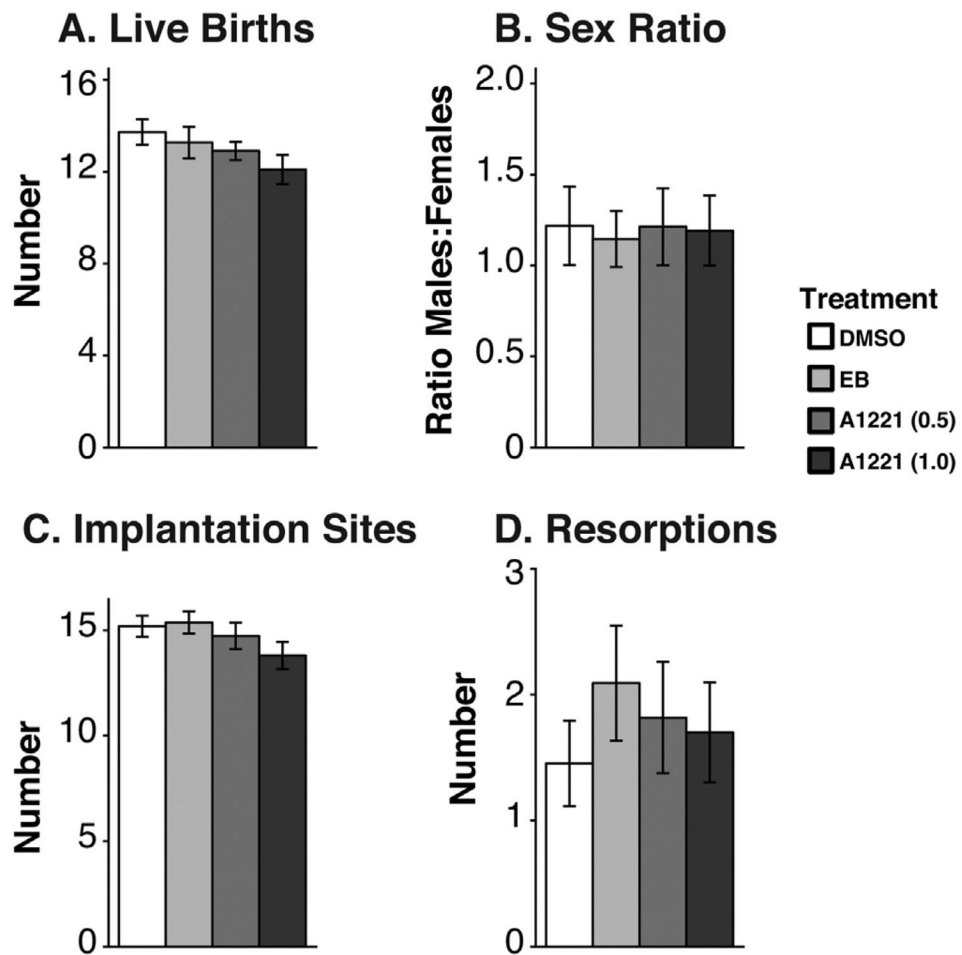 A. Live Births
Number
16
12
8
4
0
B. Sex Ratio
Ratio Males:Females
2.0
1.5
1.0
0.5
0
Treatment
DMSO
EB
A1221 (0.5)
A1221 (1.0)
C. Implantation Sites
Number
15
10
5
0
D. Resorptions
Number
3
2
1
0